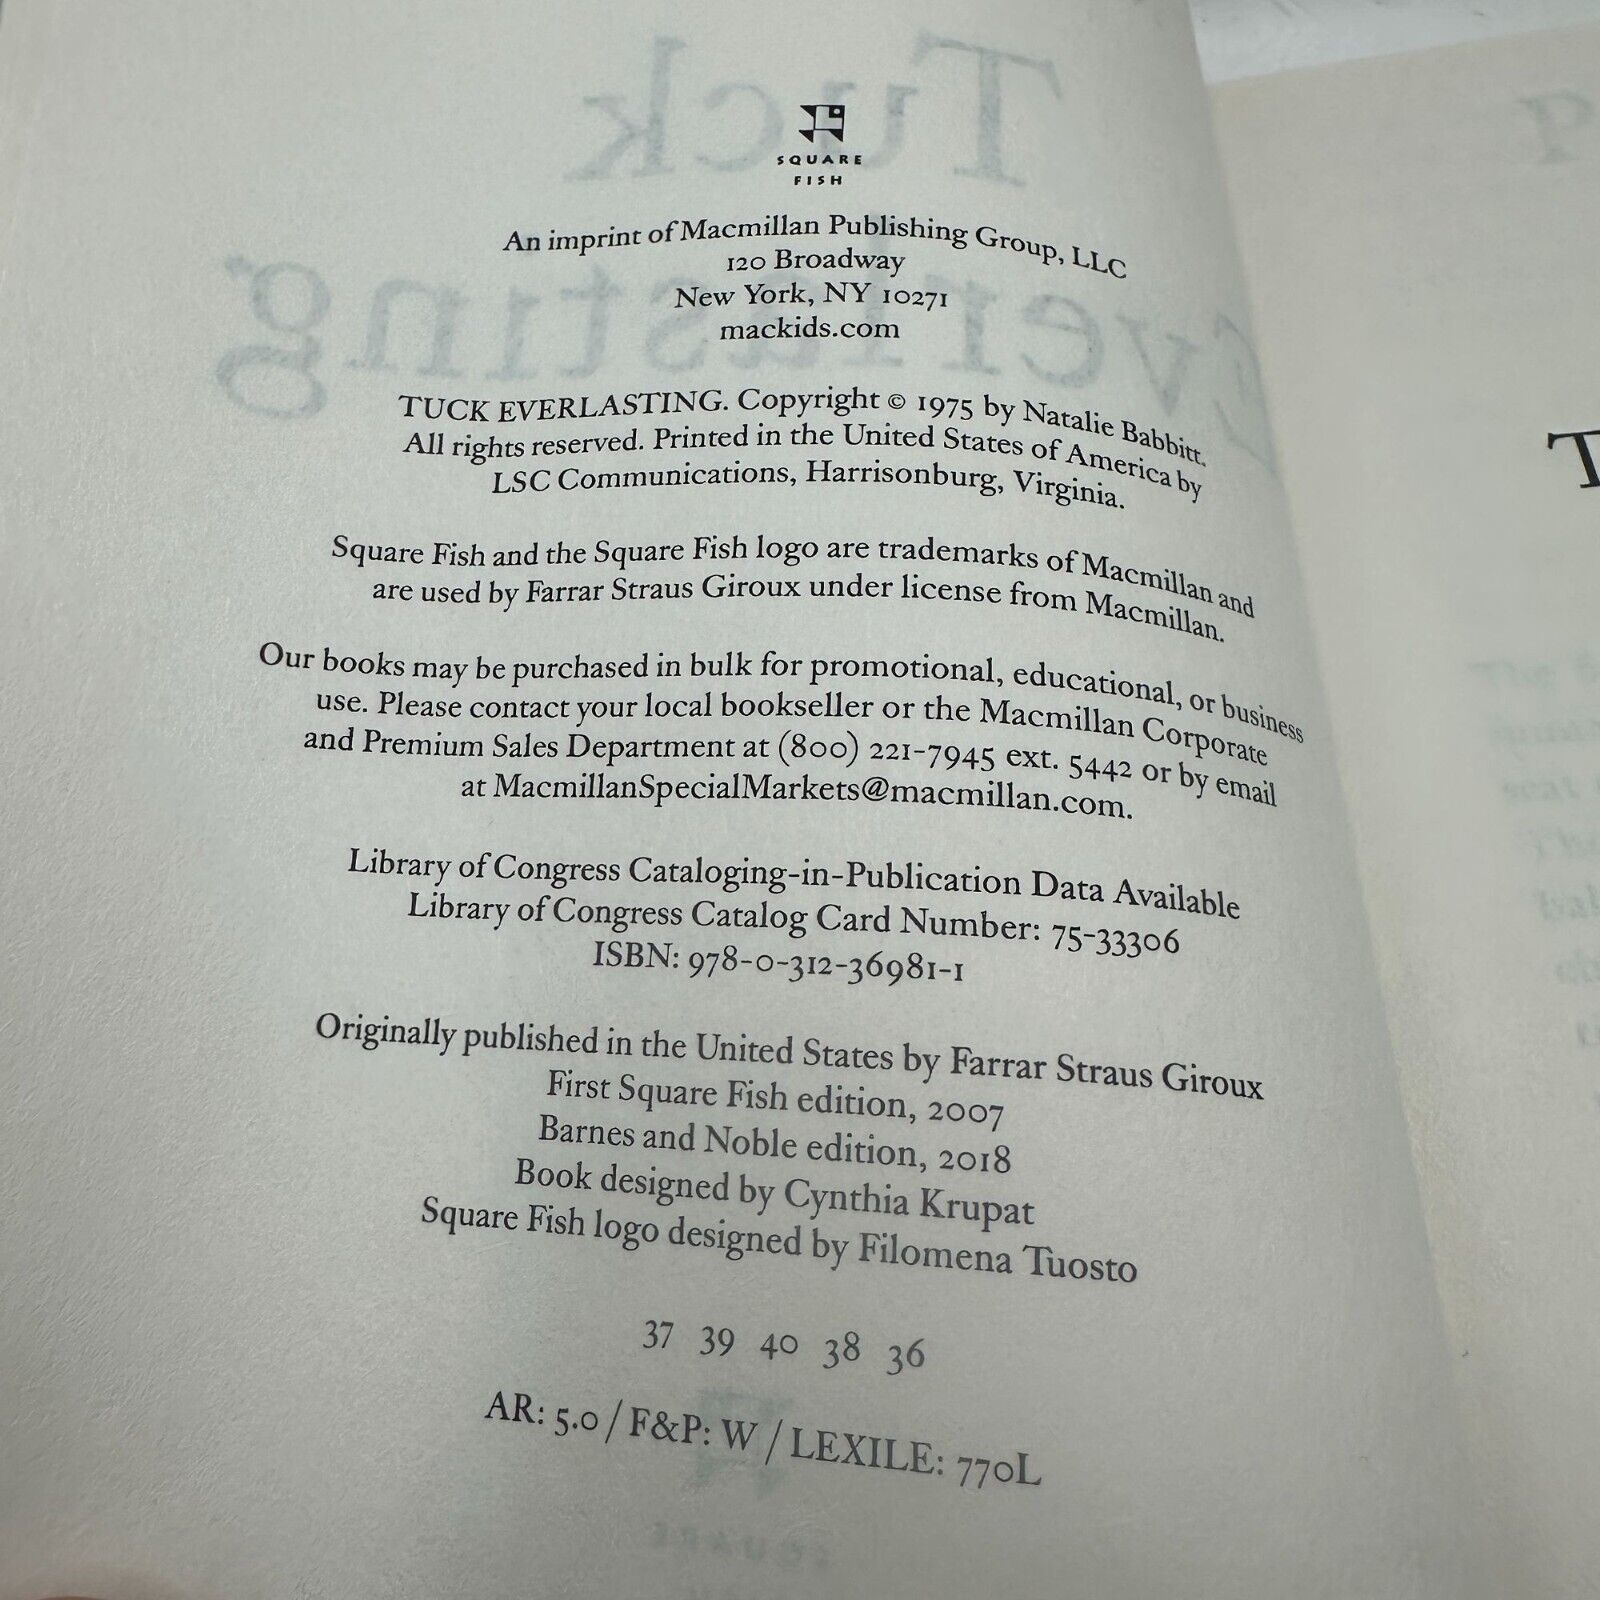 SQUARE
FISH
An imprint of Macmillan Publishing Group, LLC
120 Broadway
New York, NY 10271
mackids.com
TUCK EVERLASTING. Copyright © 1975 by Natalie Babbitt.
All rights reserved. Printed in the United States of America by
LSC Communications, Harrisonburg, Virginia.
Square Fish and the Square Fish logo are trademarks of Macmillan and
are used by Farrar Straus Giroux under license from Macmillan.
Our books may be purchased in bulk for promotional, educational, or business
use. Please contact your local bookseller or the Macmillan Corporate
and Premium Sales Department at (800) 221-7945 ext. 5442 or by email
at MacmillanSpecialMarkets@macmillan.com.
Library of Congress Cataloging-in-Publication Data Available
Library of Congress Catalog Card Number: 75-33306
ISBN: 978-0-312-36981-1
Originally published in the United States by Farrar Straus Giroux
First Square Fish edition, 2007
Barnes and Noble edition, 2018
Book designed by Cynthia Krupat
Square Fish logo designed by Filomena Tuosto
37 39 40 38 36
AR: 5.0 / F&P: W / LEXILE: 770L
Tuck
Everlasting
SQUARE
T